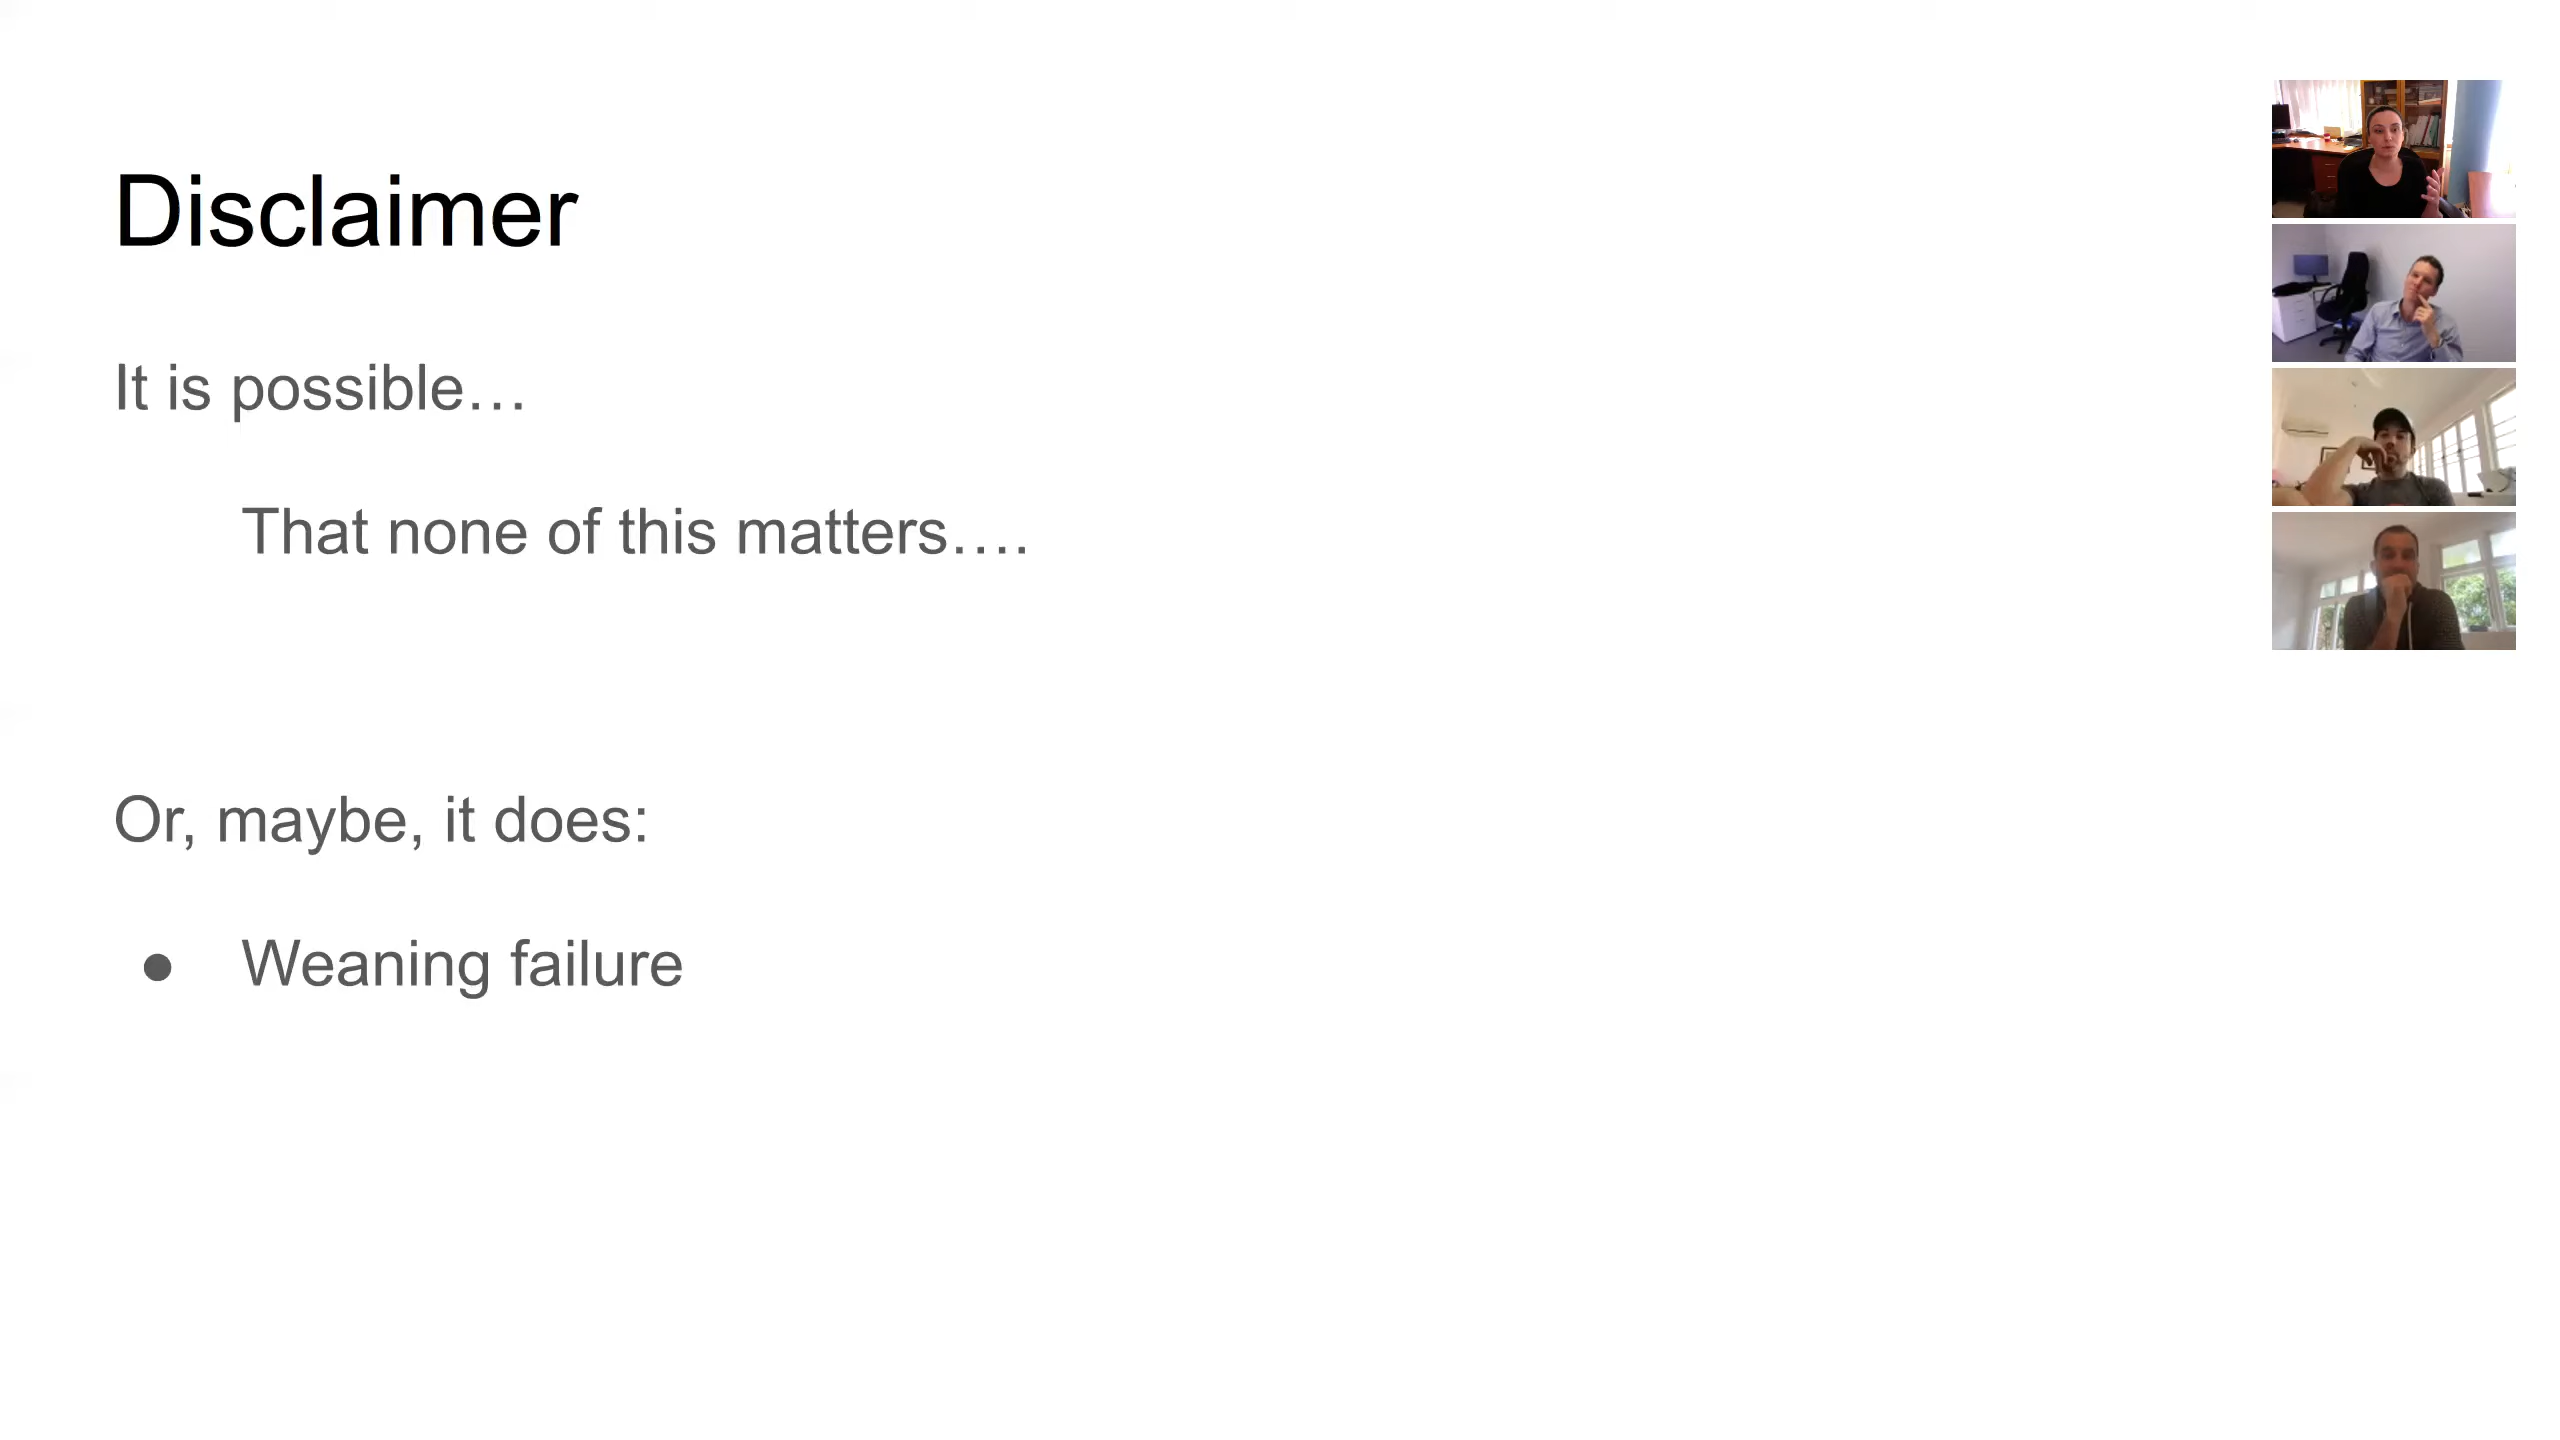 Disclaimer
It is possible…
That none of this matters….
Or, maybe, it does:
● Weaning failure